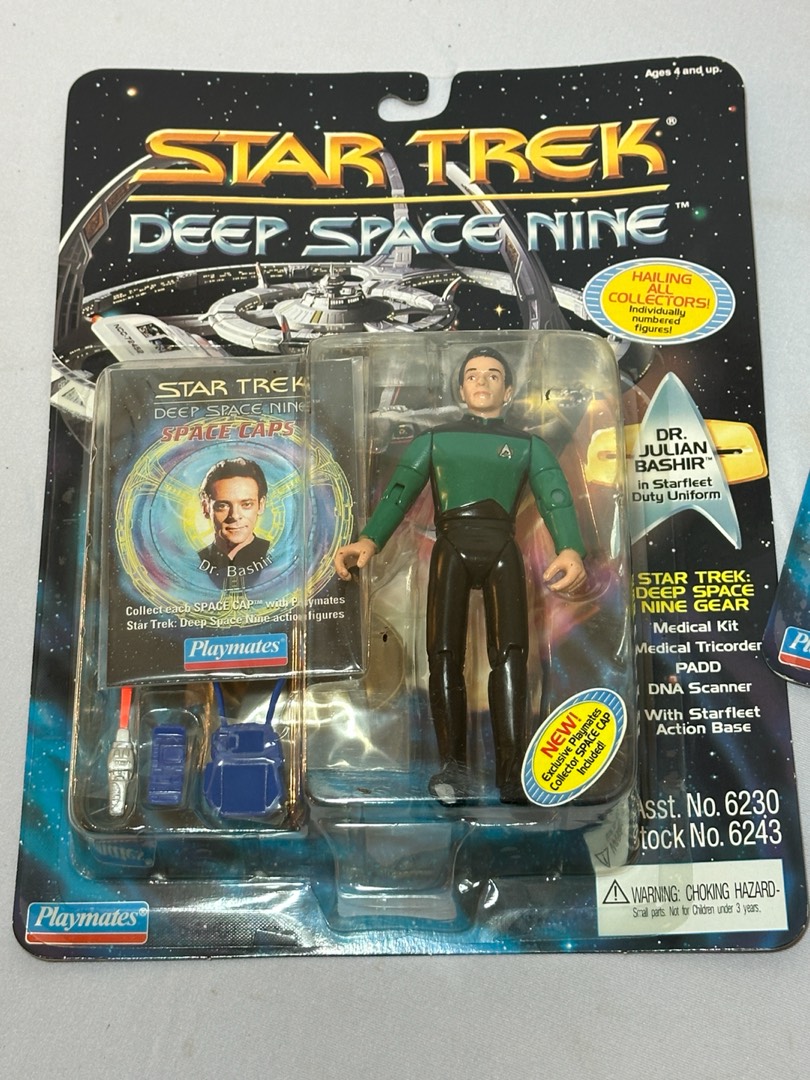 Ages 4 and up.
STAR TREK®
DEEP SPACE NINE™
HAILING
ALL
COLLECTORS!
Individually
numbered
figures!
STAR TREK
DEEP SPACE NINE
SPACE CAPS
Dr. Bashir
Collect each SPACE CAP™ with Playmates
Star Trek: Deep Space Nine action figures
Playmates
DR.
JULIAN
BASHIR™
in Starfleet
Duty Uniform
STAR TREK:
DEEP SPACE
NINE GEAR
Medical Kit
Medical Tricorder
PADD
DNA Scanner
With Starfleet
Action Base
NEW!
Exclusive Playmates
Collector SPACE CAP
Included!
Asst. No. 6230
Stock No. 6243
WARNING: CHOKING HAZARD-
Small parts. Not for Children under 3 years.
Playmates®